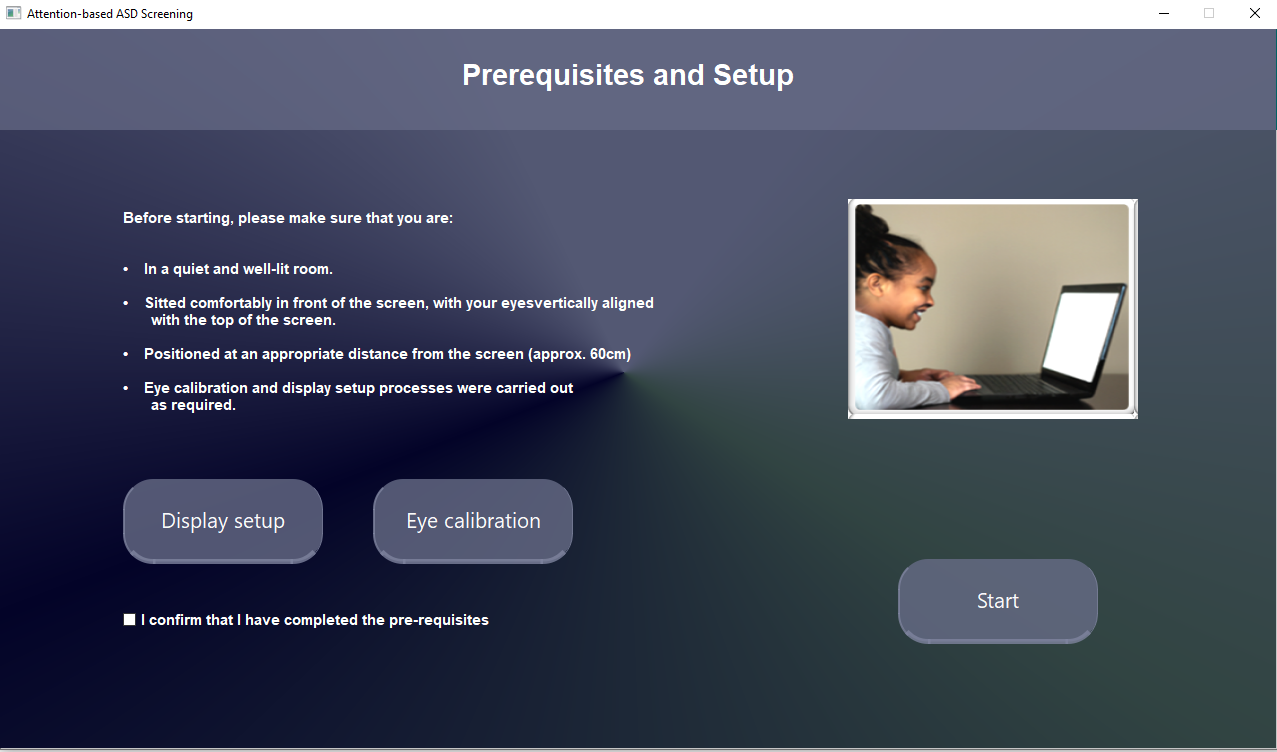 Attention-based ASD Screening
Prerequisites and Setup
Before starting, please make sure that you are:
• In a quiet and well-lit room.
• Sitted comfortably in front of the screen, with your eyesvertically aligned
with the top of the screen.
• Positioned at an appropriate distance from the screen (approx. 60cm)
• Eye calibration and display setup processes were carried out
as required.
Display setup
Eye calibration
I confirm that I have completed the pre-requisites
Start